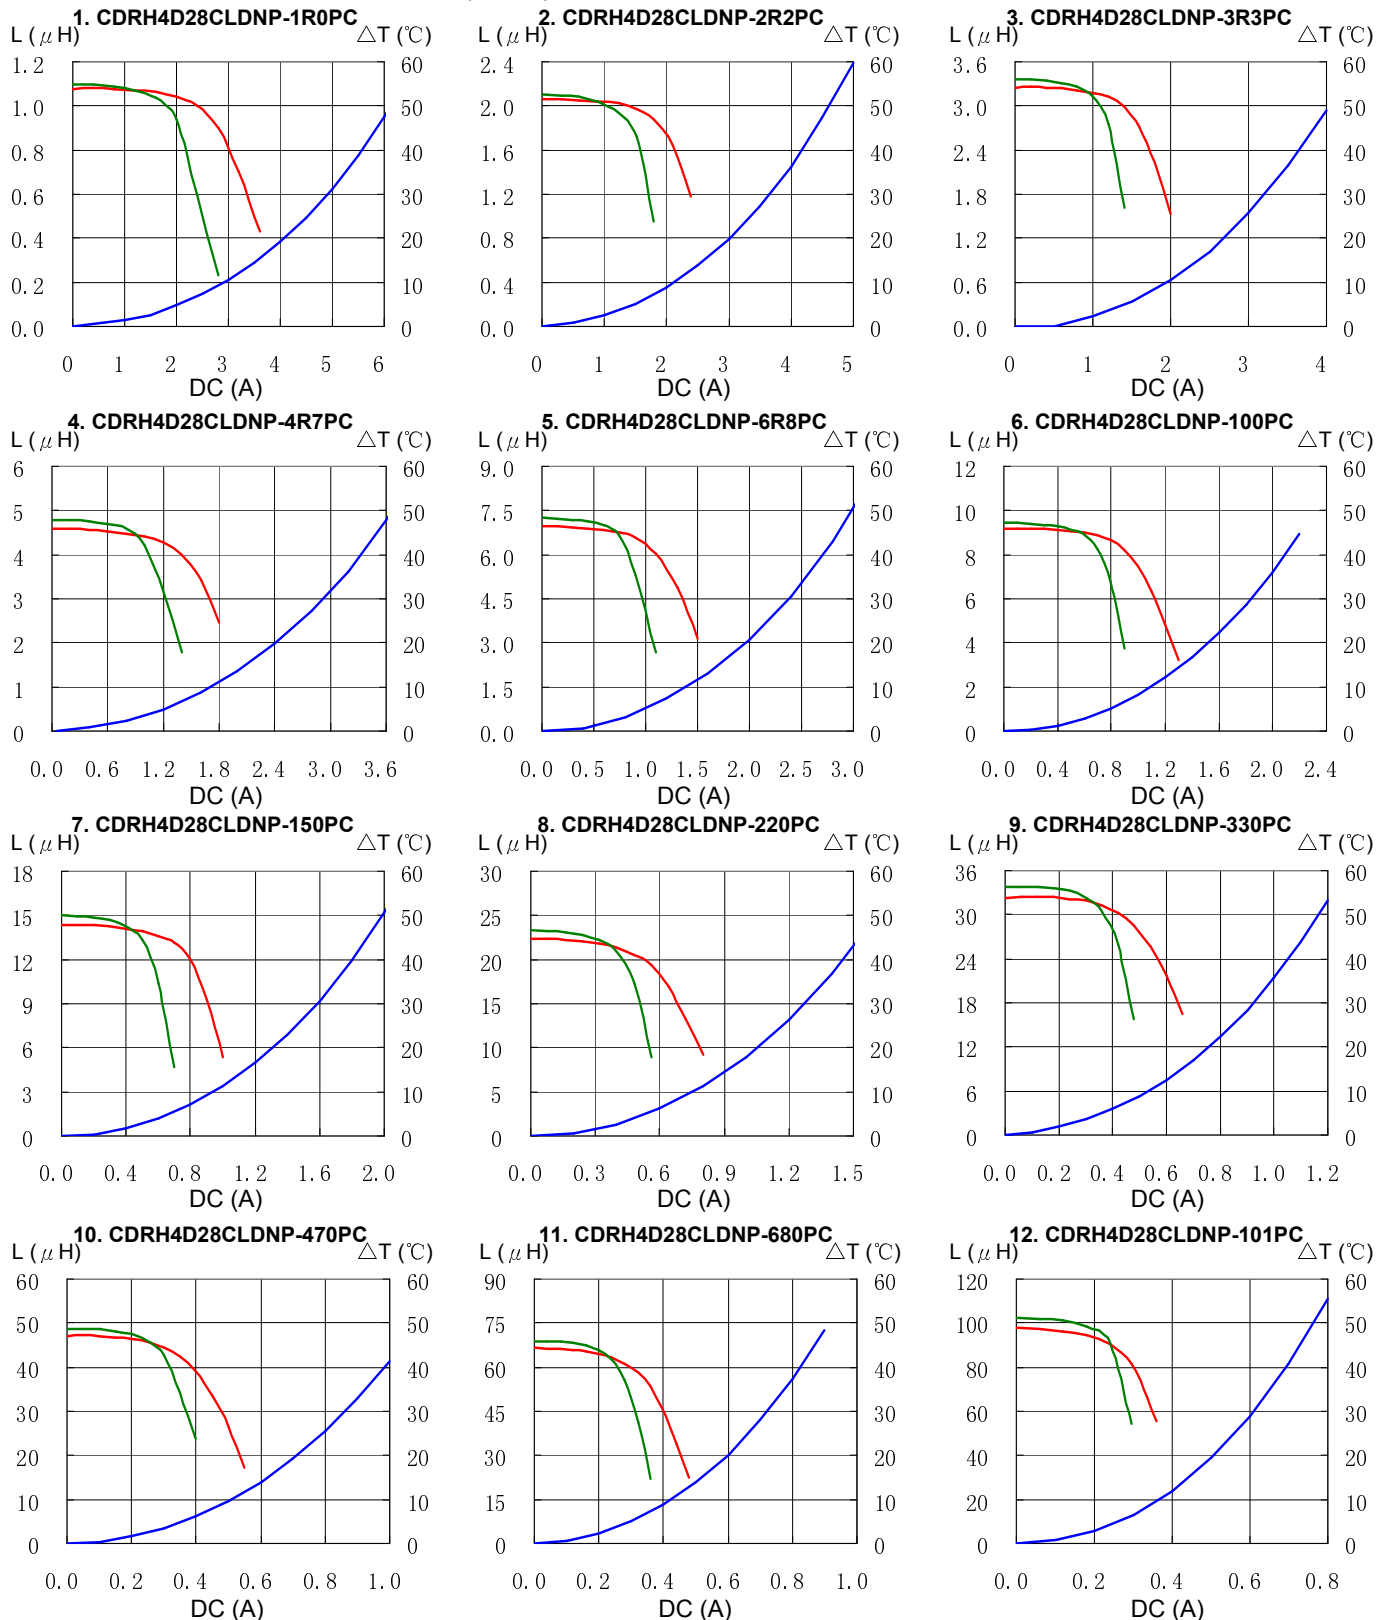 1. CDRH4D28CLDNP-1R0PC
L (μH) △T (℃)
1.2 60
1.0 50
0.8 40
0.6 30
0.4 20
0.2 10
0.0 0
0 1 2 3 4 5 6
DC (A)
2. CDRH4D28CLDNP-2R2PC
L (μH) △T (℃)
2.4 60
2.0 50
1.6 40
1.2 30
0.8 20
0.4 10
0.0 0
0 1 2 3 4 5
DC (A)
3. CDRH4D28CLDNP-3R3PC
L (μH) △T (℃)
3.6 60
3.0 50
2.4 40
1.8 30
1.2 20
0.6 10
0.0 0
0 1 2 3 4
DC (A)
4. CDRH4D28CLDNP-4R7PC
L (μH) △T (℃)
6 60
5 50
4 40
3 30
2 20
1 10
0 0
0.0 0.6 1.2 1.8 2.4 3.0 3.6
DC (A)
5. CDRH4D28CLDNP-6R8PC
L (μH) △T (℃)
9.0 60
7.5 50
6.0 40
4.5 30
3.0 20
1.5 10
0.0 0
0.0 0.5 1.0 1.5 2.0 2.5 3.0
DC (A)
6. CDRH4D28CLDNP-100PC
L (μH) △T (℃)
12 60
10 50
8 40
6 30
4 20
2 10
0 0
0.0 0.4 0.8 1.2 1.6 2.0 2.4
DC (A)
7. CDRH4D28CLDNP-150PC
L (μH) △T (℃)
18 60
15 50
12 40
9 30
6 20
3 10
0 0
0.0 0.4 0.8 1.2 1.6 2.0
DC (A)
8. CDRH4D28CLDNP-220PC
L (μH) △T (℃)
30 60
25 50
20 40
15 30
10 20
5 10
0 0
0.0 0.3 0.6 0.9 1.2 1.5
DC (A)
9. CDRH4D28CLDNP-330PC
L (μH) △T (℃)
36 60
30 50
24 40
18 30
12 20
6 10
0 0
0.0 0.2 0.4 0.6 0.8 1.0 1.2
DC (A)
10. CDRH4D28CLDNP-470PC
L (μH) △T (℃)
60 60
50 50
40 40
30 30
20 20
10 10
0 0
0.0 0.2 0.4 0.6 0.8 1.0
DC (A)
11. CDRH4D28CLDNP-680PC
L (μH) △T (℃)
90 60
75 50
60 40
45 30
30 20
15 10
0 0
0.0 0.2 0.4 0.6 0.8 1.0
DC (A)
12. CDRH4D28CLDNP-101PC
L (μH) △T (℃)
120 60
100 50
80 40
60 30
40 20
20 10
0 0
0.0 0.2 0.4 0.6 0.8
DC (A)